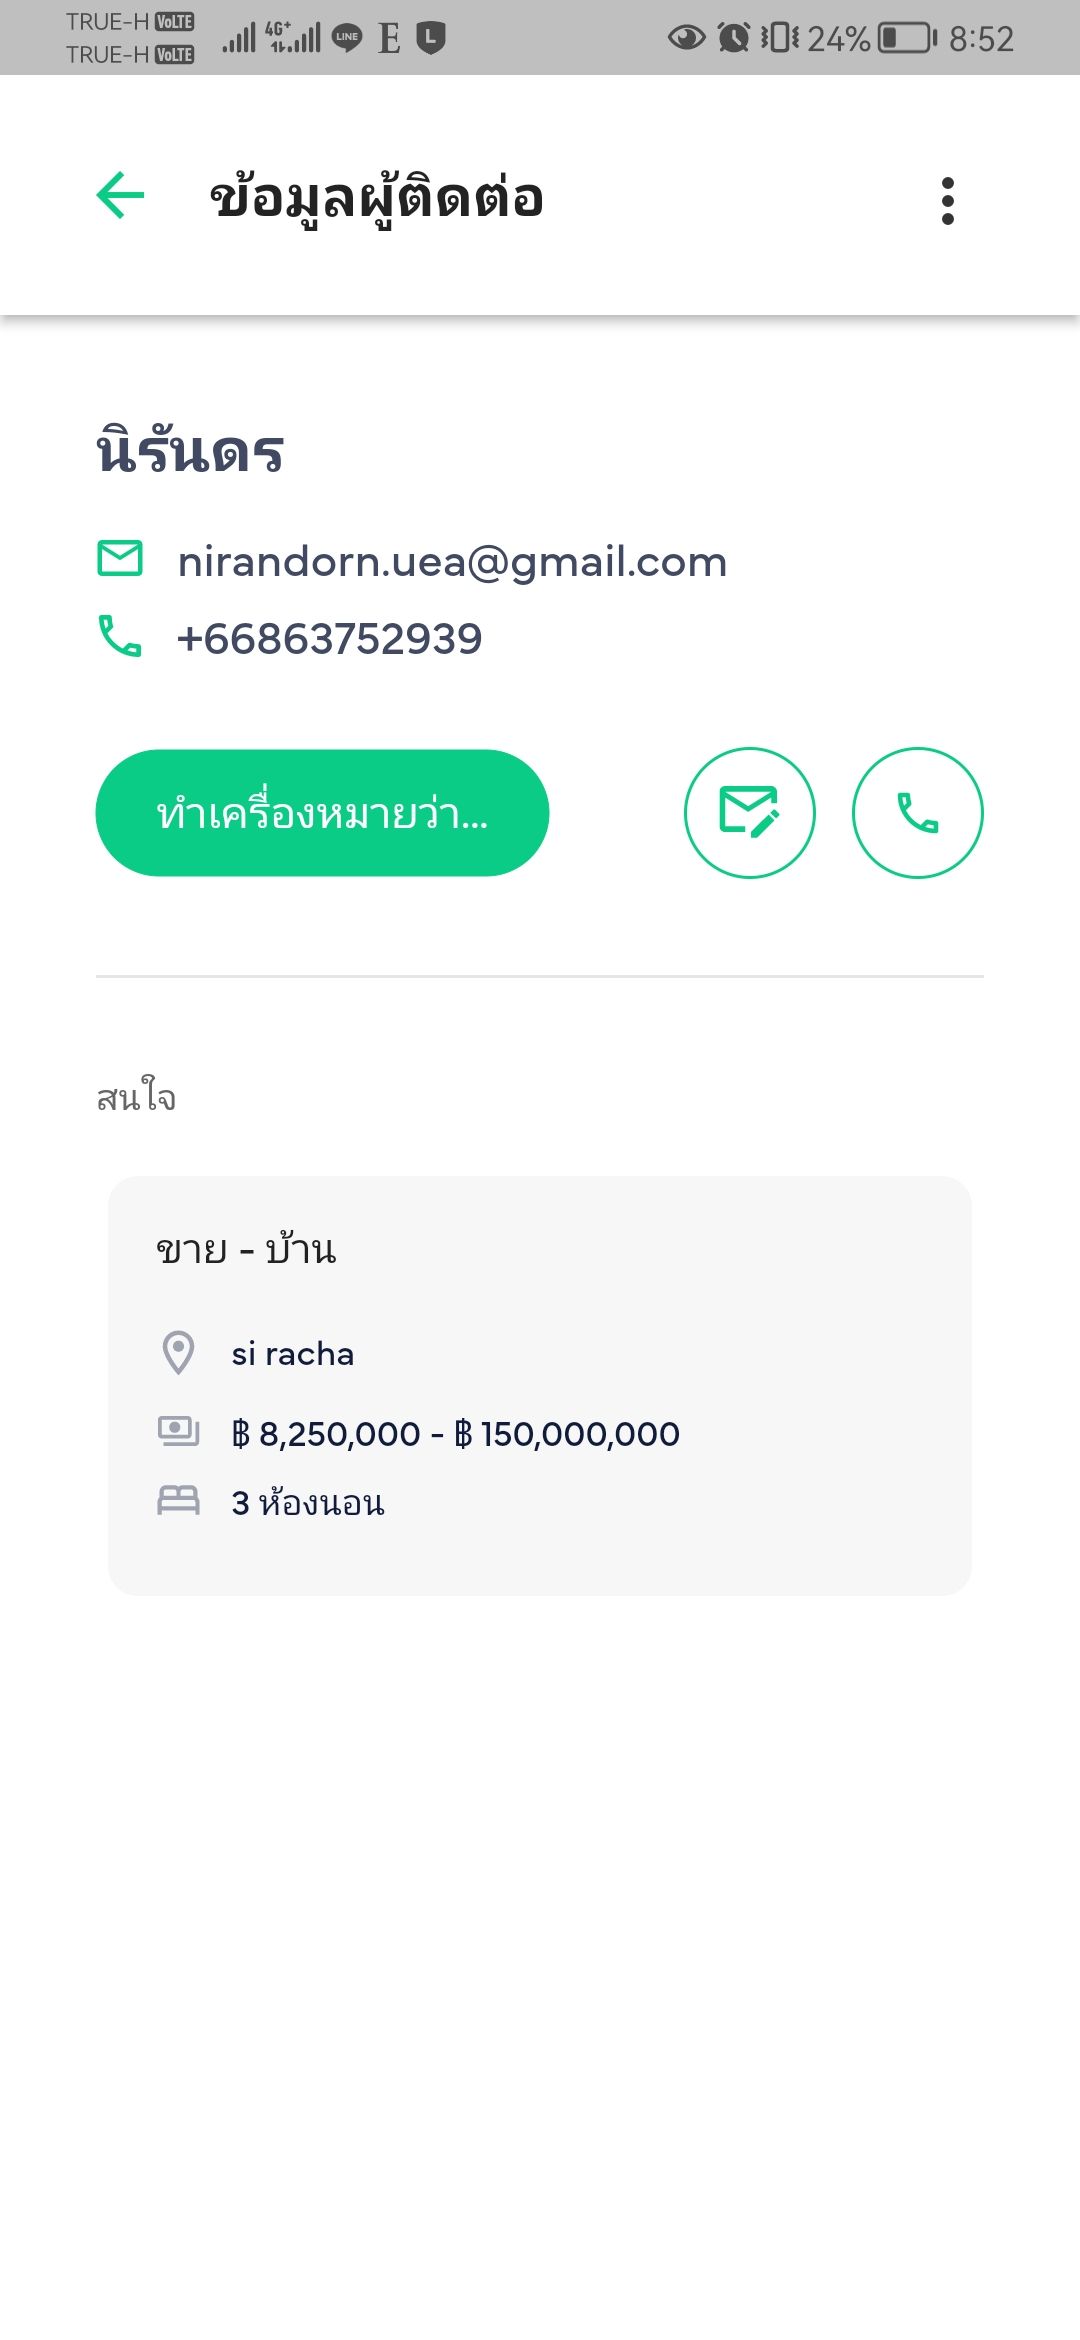 TRUE-H VoLTE
TRUE-H VoLTE
4G+
LINE
E
L
24%
8:52
ข้อมูลผู้ติดต่อ
นิรันดร
nirandorn.uea@gmail.com
+66863752939
ทำเครื่องหมายว่า...
สนใจ
ขาย - บ้าน
si racha
฿ 8,250,000 - ฿ 150,000,000
3 ห้องนอน